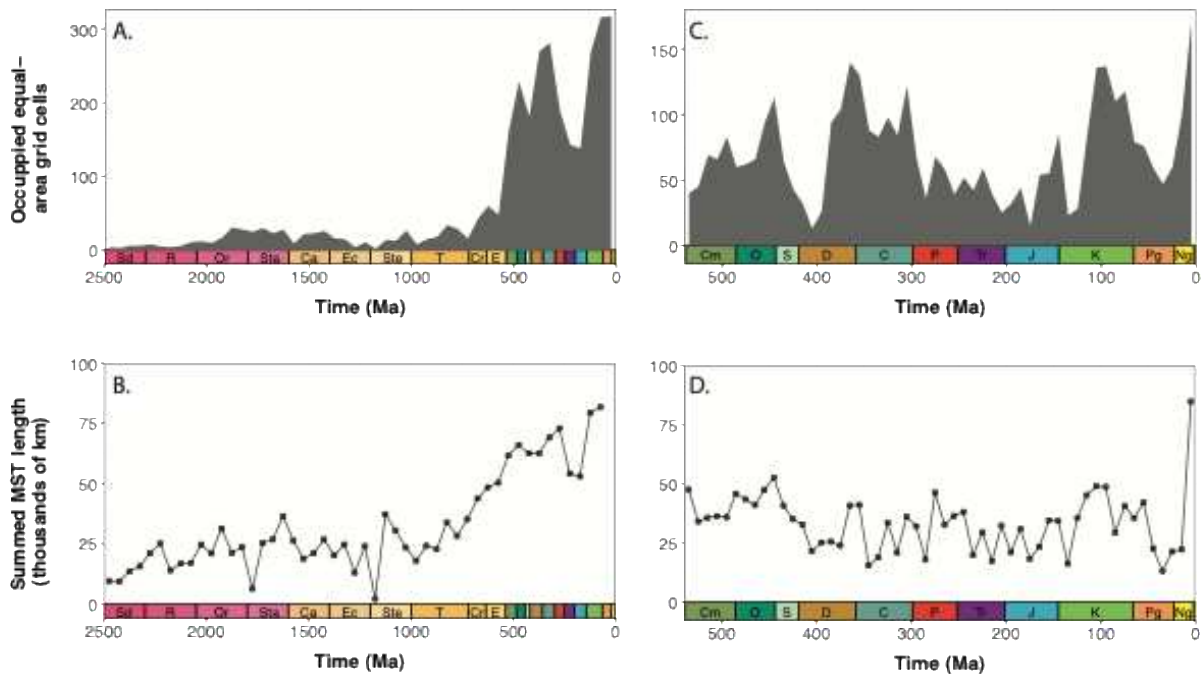 A.
Occuppied equal–
area grid cells
300
200
100
0
Sd R Or Sta Ca Ec Ste T Cr E
2500 2000 1500 1000 500 0
Time (Ma)
C.
150
100
50
0
Cm O S D C P Tr J K Pg Ng
500 400 300 200 100 0
Time (Ma)
B.
Summed MST length
(thousands of km)
100
75
50
25
0
Sd R Or Sta Ca Ec Ste T Cr E
2500 2000 1500 1000 500 0
Time (Ma)
D.
100
75
50
25
0
Cm O S D C P Tr J K Pg Ng
500 400 300 200 100 0
Time (Ma)